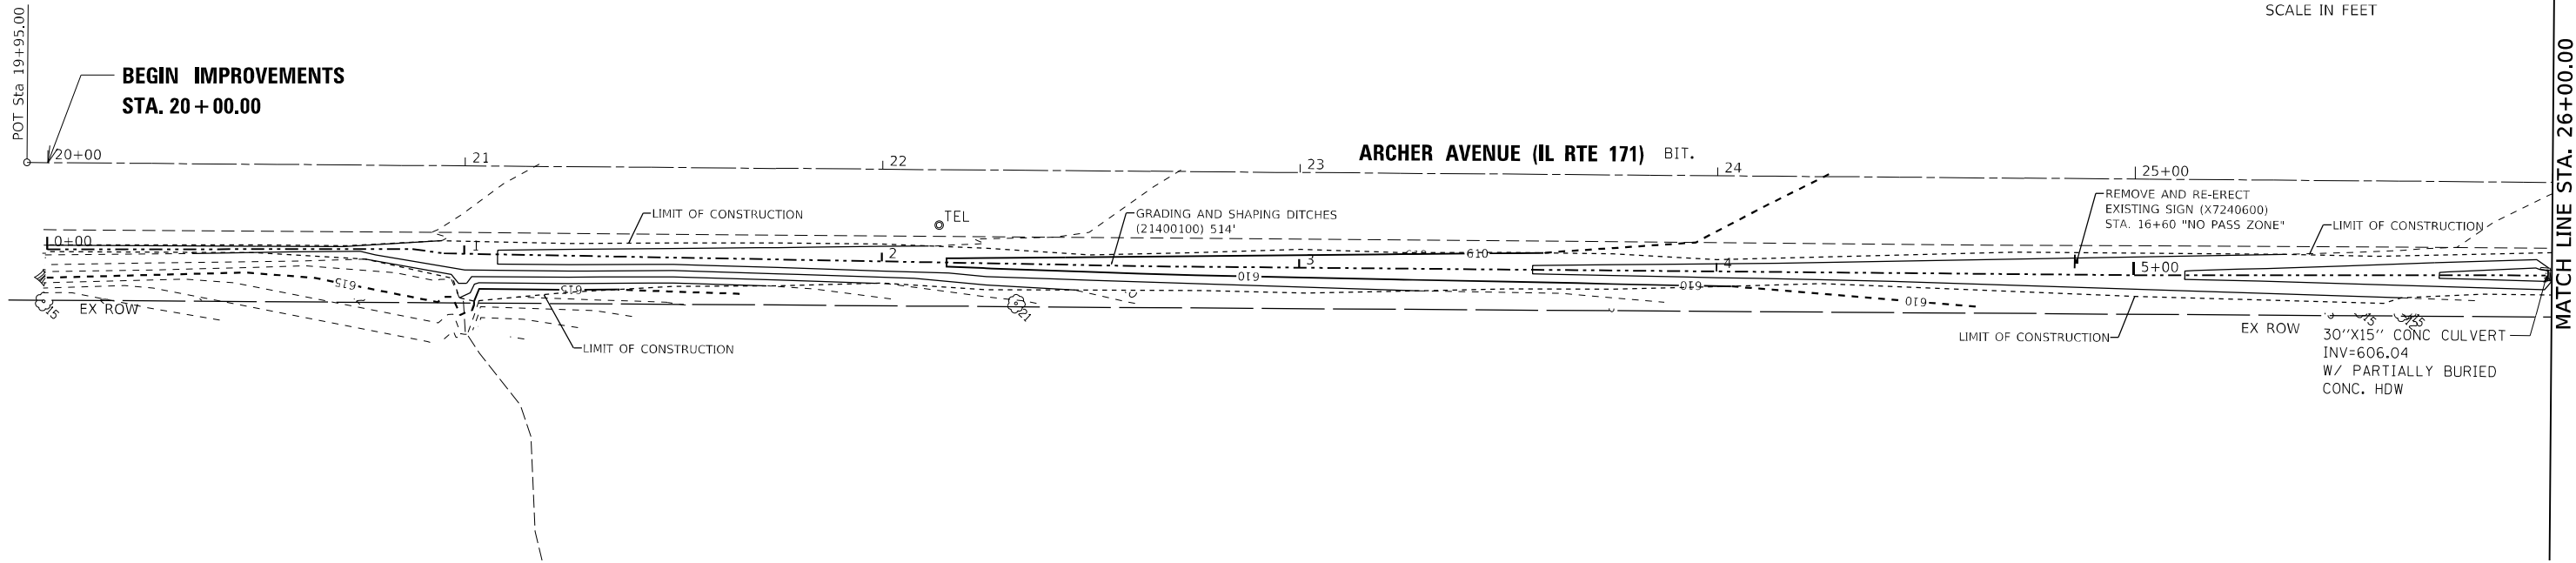 SCALE IN FEET
POT Sta 19+95.00
BEGIN IMPROVEMENTS
STA. 20+00.00
MATCH LINE STA. 26+00.00
20+00
21
22
23
ARCHER AVENUE (IL RTE 171) BIT.
24
25+00
LIMIT OF CONSTRUCTION
TEL
GRADING AND SHAPING DITCHES
(21400100) 514'
REMOVE AND RE-ERECT
EXISTING SIGN (X7240600)
STA. 16+60 "NO PASS ZONE"
LIMIT OF CONSTRUCTION
0+00
1
2
3
4
5+00
610
615
615
610
610
610
15
EX ROW
21
LIMIT OF CONSTRUCTION
LIMIT OF CONSTRUCTION
EX ROW
15
15
30"X15" CONC CULVERT
INV=606.04
W/ PARTIALLY BURIED
CONC. HDW